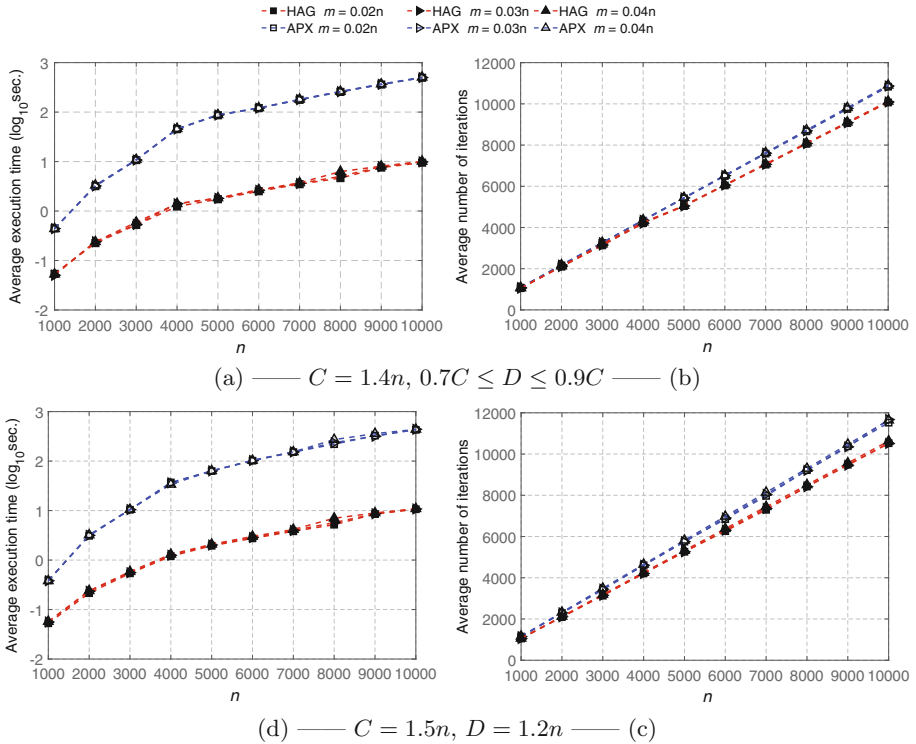 HAG m = 0.02n HAG m = 0.03n HAG m = 0.04n
APX m = 0.02n APX m = 0.03n APX m = 0.04n
Average execution time (log10sec.)
3
2
1
0
-1
-2
1000 2000 3000 4000 5000 6000 7000 8000 9000 10000
n
Average number of iterations
12000
10000
8000
6000
4000
2000
0
1000 2000 3000 4000 5000 6000 7000 8000 9000 10000
n
(a) —— C = 1.4n, 0.7C ≤ D ≤ 0.9C —— (b)
Average execution time (log10sec.)
3
2
1
0
-1
-2
1000 2000 3000 4000 5000 6000 7000 8000 9000 10000
n
Average number of iterations
12000
10000
8000
6000
4000
2000
0
1000 2000 3000 4000 5000 6000 7000 8000 9000 10000
n
(d) —— C = 1.5n, D = 1.2n —— (c)